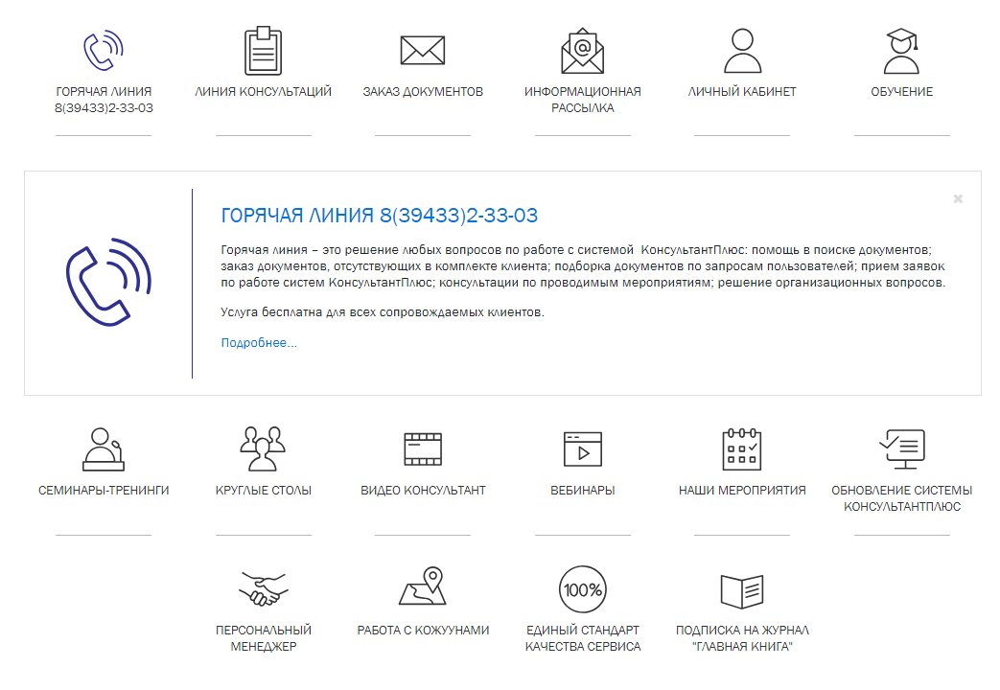 ГОРЯЧАЯ ЛИНИЯ
8(39433)2-33-03
ЛИНИЯ КОНСУЛЬТАЦИЙ
ЗАКАЗ ДОКУМЕНТОВ
ИНФОРМАЦИОННАЯ
РАССЫЛКА
ЛИЧНЫЙ КАБИНЕТ
ОБУЧЕНИЕ
ГОРЯЧАЯ ЛИНИЯ 8(39433)2-33-03
Горячая линия – это решение любых вопросов по работе с системой КонсультантПлюс: помощь в поиске документов;
заказ документов, отсутствующих в комплекте клиента; подборка документов по запросам пользователей; прием заявок
по работе систем КонсультантПлюс; консультации по проводимым мероприятиям; решение организационных вопросов.
Услуга бесплатна для всех сопровождаемых клиентов.
Подробнее...
СЕМИНАРЫ-ТРЕНИНГИ
КРУГЛЫЕ СТОЛЫ
ВИДЕО КОНСУЛЬТАНТ
ВЕБИНАРЫ
НАШИ МЕРОПРИЯТИЯ
ОБНОВЛЕНИЕ СИСТЕМЫ
КОНСУЛЬТАНТПЛЮС
ПЕРСОНАЛЬНЫЙ
МЕНЕДЖЕР
РАБОТА С КОЖУУНАМИ
100%
ЕДИНЫЙ СТАНДАРТ
КАЧЕСТВА СЕРВИСА
ПОДПИСКА НА ЖУРНАЛ
"ГЛАВНАЯ КНИГА"